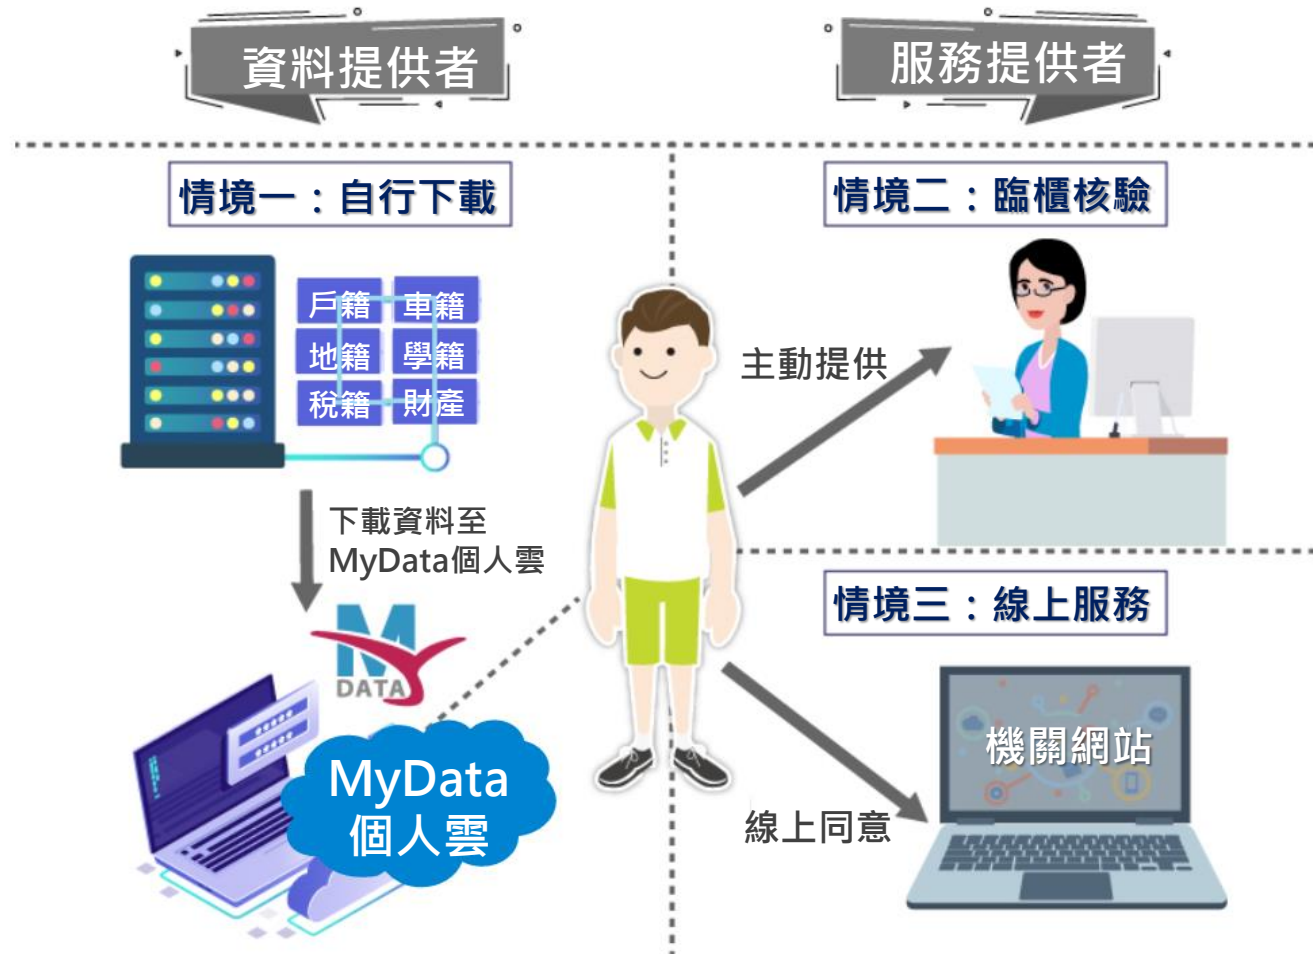 資料提供者
服務提供者
情境一：自行下載
戶籍 車籍
地籍 學籍
稅籍 財產
下載資料至
MyData個人雲
M
DATA
MyData
個人雲
情境二：臨櫃核驗
主動提供
情境三：線上服務
機關網站
線上同意